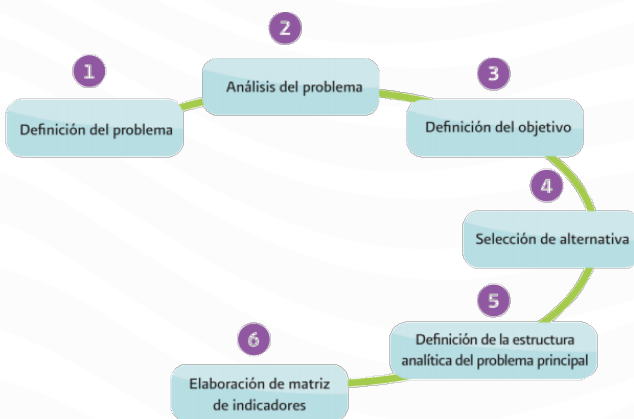 1
Definición del problema
2
Análisis del problema
3
Definición del objetivo
4
Selección de alternativa
5
Definición de la estructura
analítica del problema principal
6
Elaboración de matriz
de indicadores